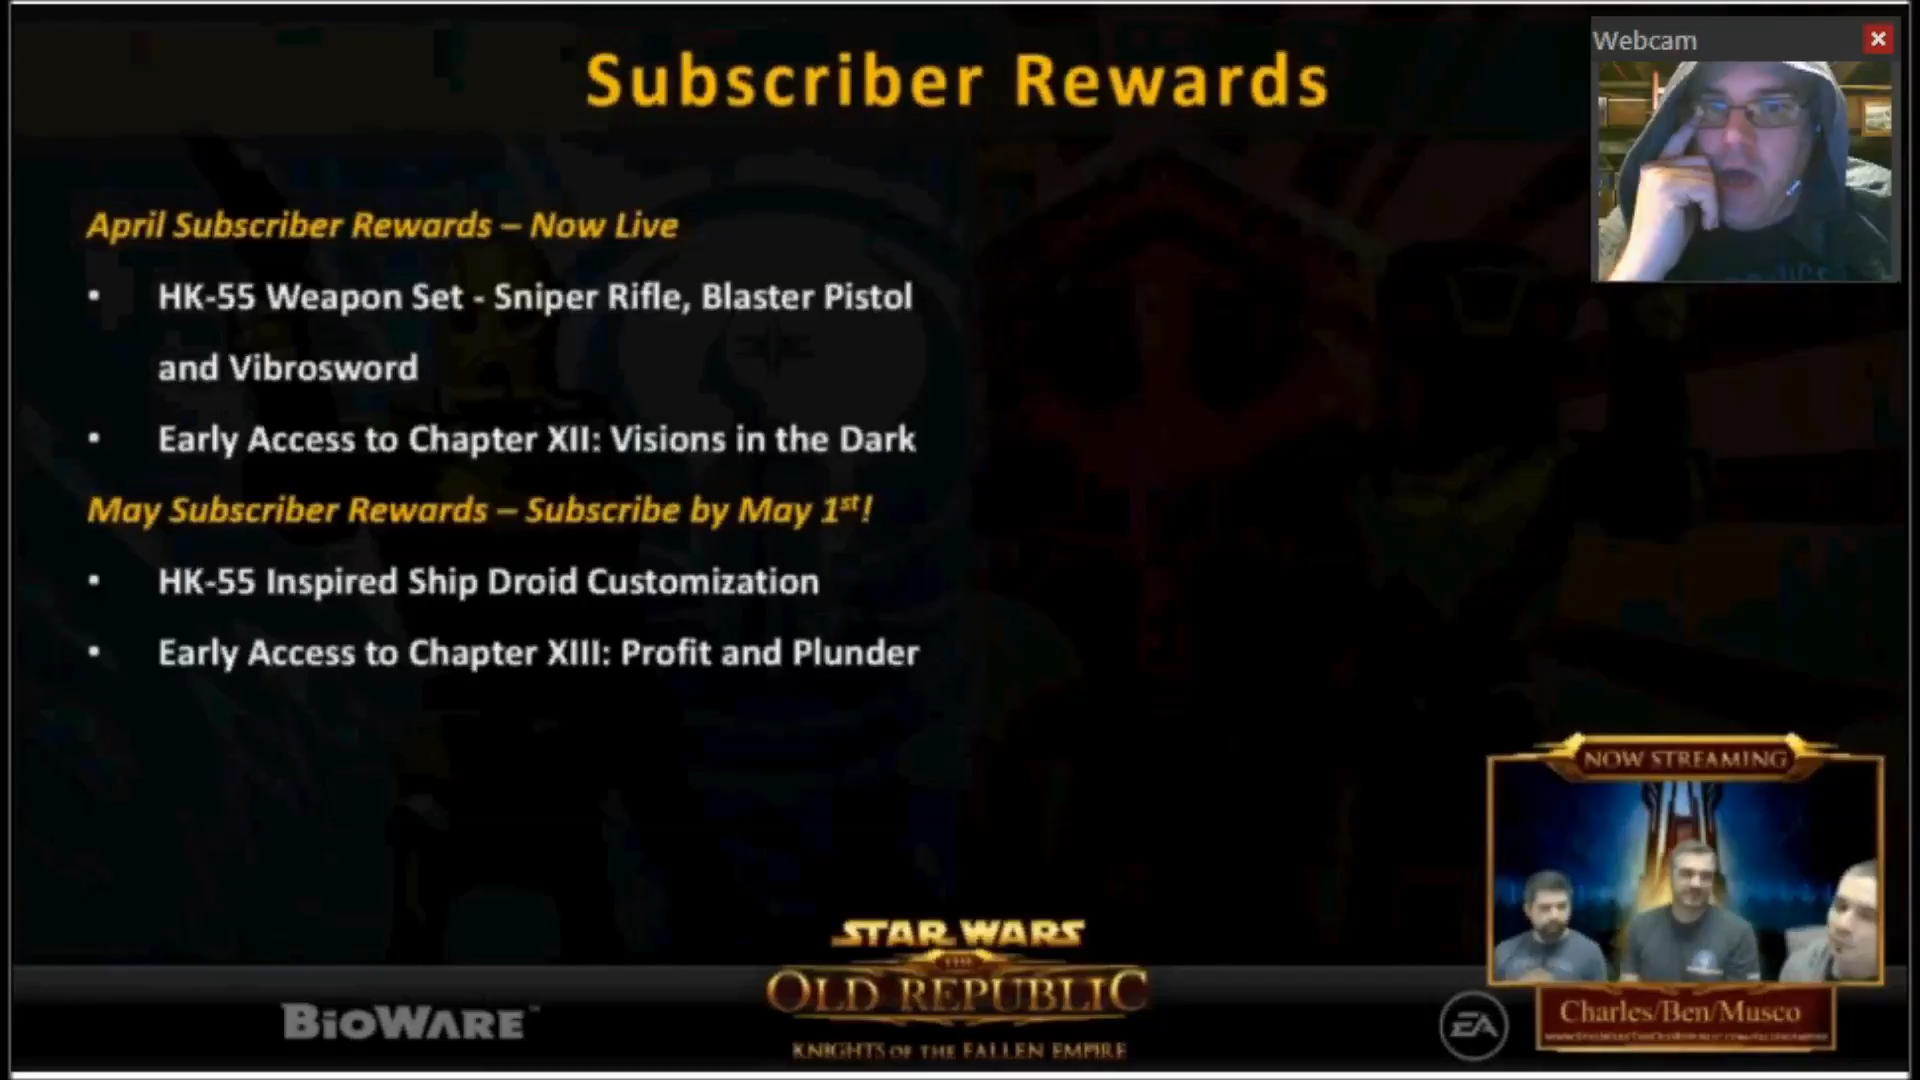 Subscriber Rewards
Webcam
April Subscriber Rewards – Now Live
• HK-55 Weapon Set - Sniper Rifle, Blaster Pistol
and Vibrosword
• Early Access to Chapter XII: Visions in the Dark
May Subscriber Rewards – Subscribe by May 1st!
• HK-55 Inspired Ship Droid Customization
• Early Access to Chapter XIII: Profit and Plunder
NOW STREAMING
STAR WARS
THE
OLD REPUBLIC
KNIGHTS OF THE FALLEN EMPIRE
BIOWARE™
EA
Charles/Ben/Musco